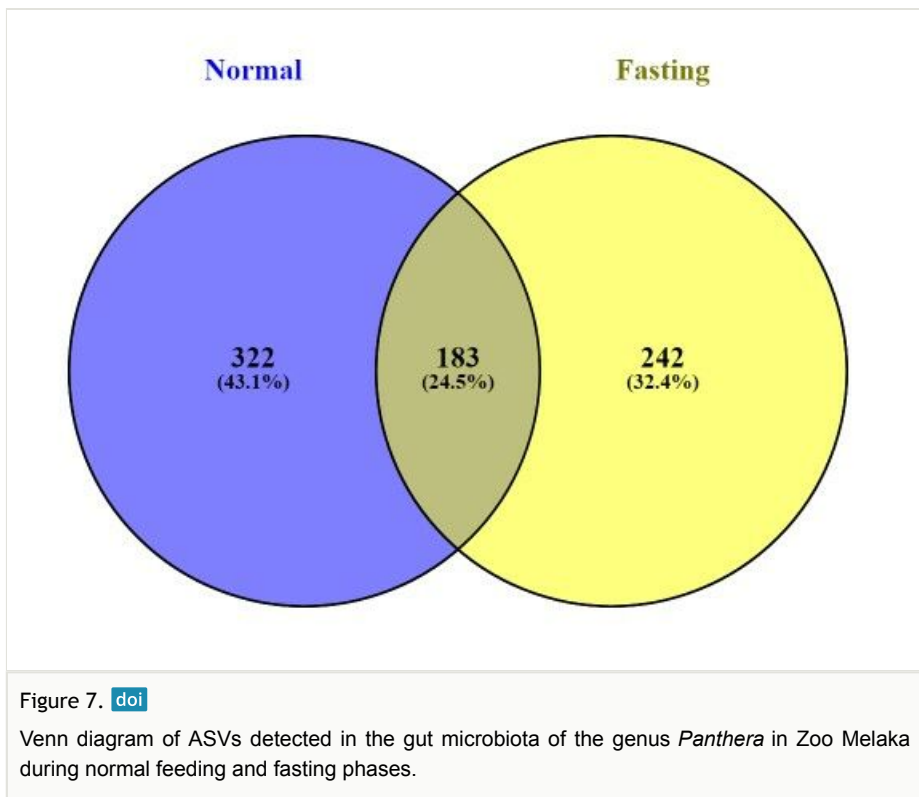 Normal Fasting
322 183 242
(43.1%) (24.5%) (32.4%)
Figure 7. doi
Venn diagram of ASVs detected in the gut microbiota of the genus Panthera in Zoo Melaka
during normal feeding and fasting phases.